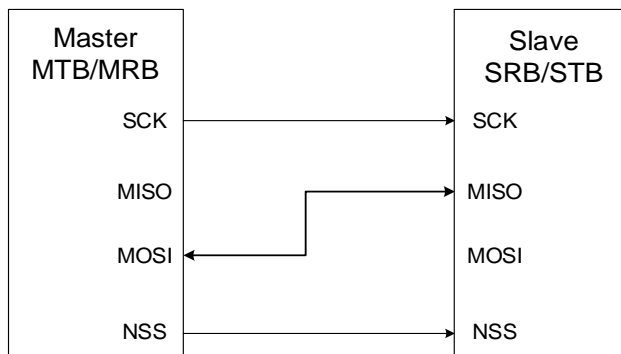 Master
MTB/MRB
SCK
MISO
MOSI
NSS
Slave
SRB/STB
SCK
MISO
MOSI
NSS